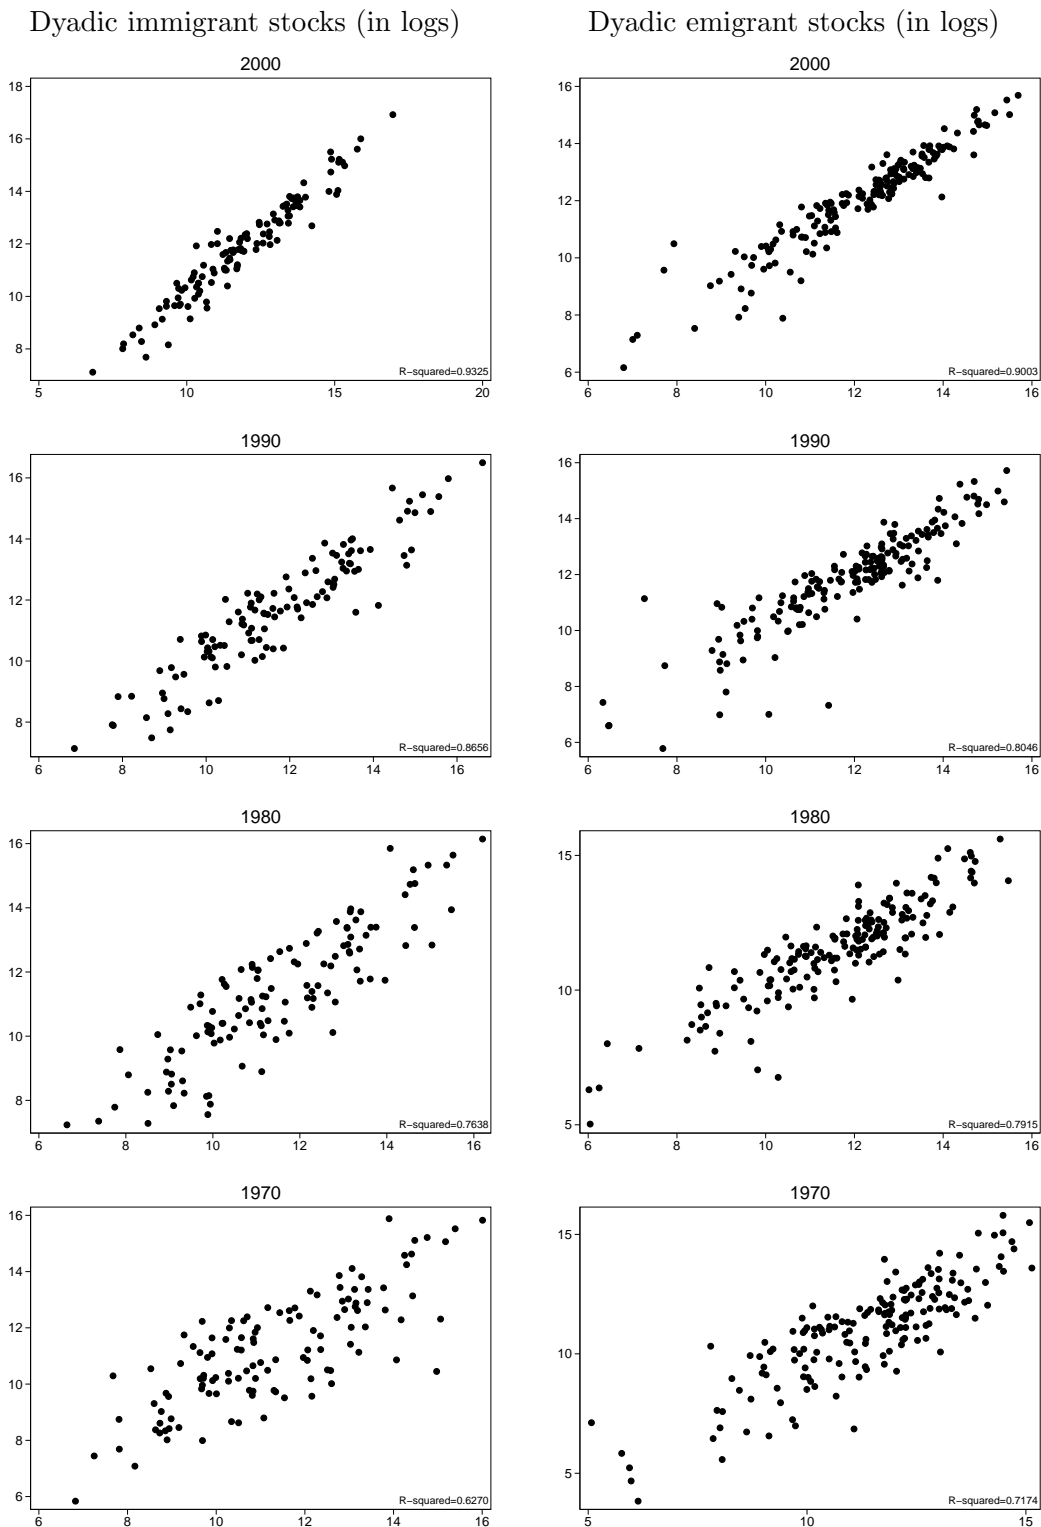 Dyadic immigrant stocks (in logs)
Dyadic emigrant stocks (in logs)
2000
18
16
14
12
10
8
R−squared=0.9325
5 10 15 20
2000
16
14
12
10
8
6
R−squared=0.9003
6 8 10 12 14 16
1990
16
14
12
10
8
R−squared=0.8656
6 8 10 12 14 16
1990
16
14
12
10
8
6
R−squared=0.8046
6 8 10 12 14 16
1980
16
14
12
10
8
R−squared=0.7638
6 8 10 12 14 16
1980
15
10
5
R−squared=0.7915
6 8 10 12 14 16
1970
16
14
12
10
8
6
R−squared=0.6270
6 8 10 12 14 16
1970
15
10
5
R−squared=0.7174
5 10 15